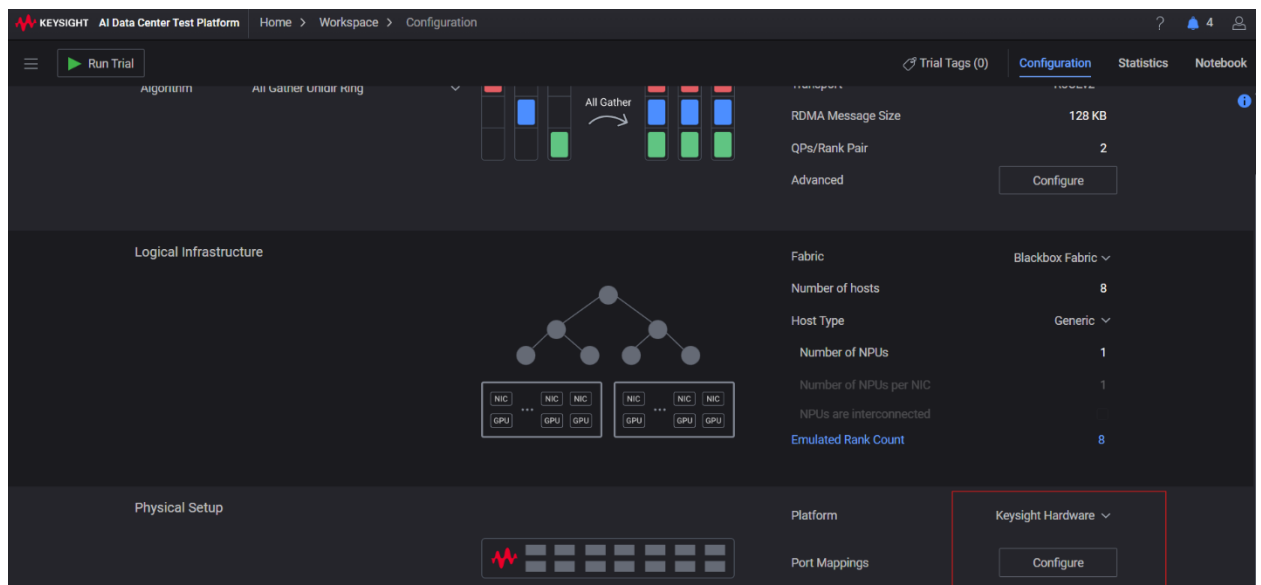 KEYSIGHT AI Data Center Test Platform Home > Workspace > Configuration ? 4
Run Trial Trial Tags (0) Configuration Statistics Notebook
Algorithm All Gather Unidir Ring
All Gather
Transport
RDMA Message Size 128 KB
QPs/Rank Pair 2
Advanced Configure
Logical Infrastructure
Fabric Blackbox Fabric
Number of hosts 8
Host Type Generic
Number of NPUs 1
Number of NPUs per NIC 1
NPUs are interconnected
Emulated Rank Count 8
NIC ... NIC NIC NIC ... NIC NIC
GPU GPU GPU GPU GPU GPU
Physical Setup
Platform Keysight Hardware
Port Mappings Configure